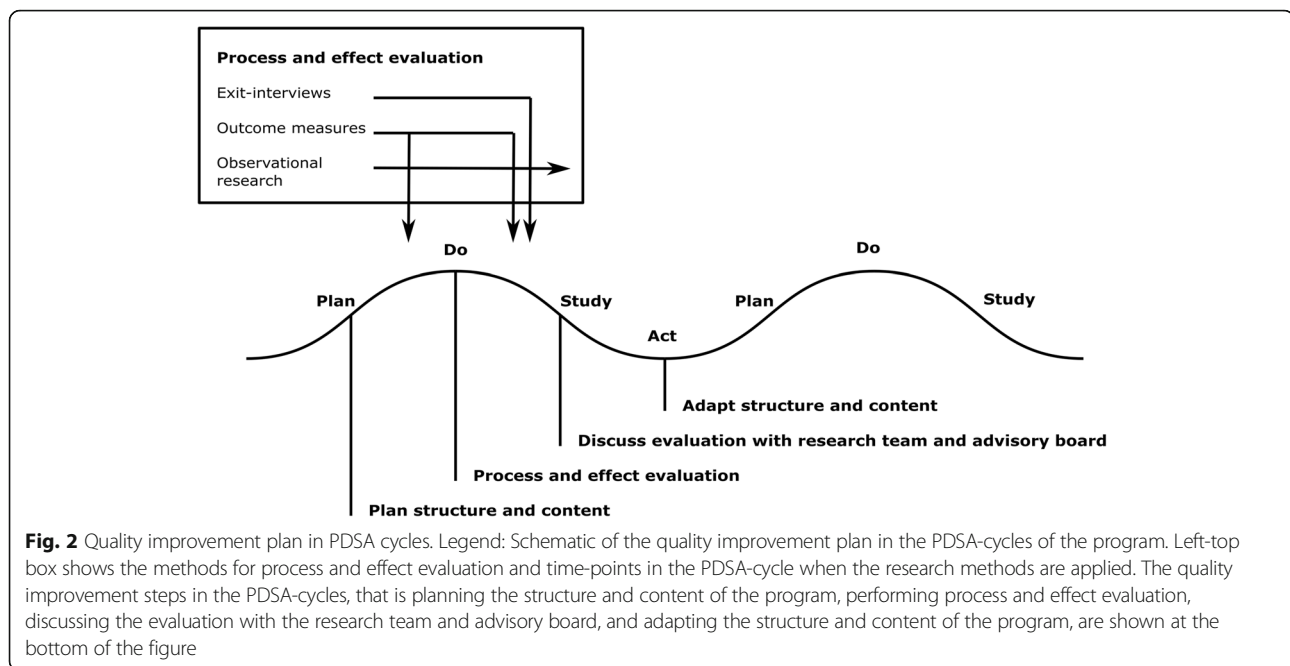 Process and effect evaluation
Exit-interviews
Outcome measures
Observational
research
Do
Do
Plan
Study
Plan
Study
Act
Adapt structure and content
Discuss evaluation with research team and advisory board
Process and effect evaluation
Plan structure and content
Fig. 2 Quality improvement plan in PDSA cycles. Legend: Schematic of the quality improvement plan in the PDSA-cycles of the program. Left-top
box shows the methods for process and effect evaluation and time-points in the PDSA-cycle when the research methods are applied. The quality
improvement steps in the PDSA-cycles, that is planning the structure and content of the program, performing process and effect evaluation,
discussing the evaluation with the research team and advisory board, and adapting the structure and content of the program, are shown at the
bottom of the figure